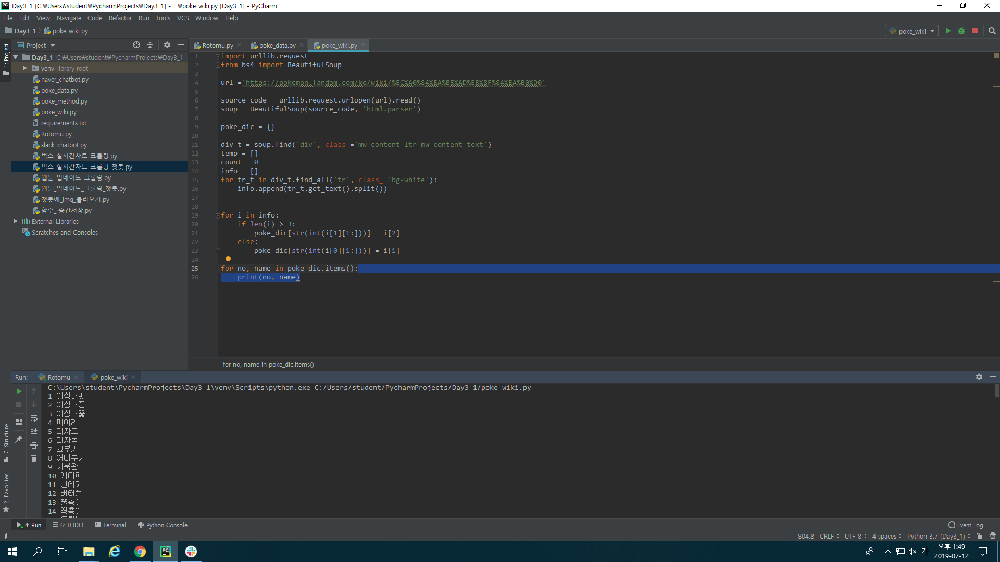 Day3_1 [C:₩Users₩student₩PycharmProjects₩Day3_1] - ...₩poke_wiki.py [Day3_1] - PyCharm
File Edit View Navigate Code Refactor Run Tools VCS Window Help
Day3_1 poke_wiki.py
poke_wiki
1: Project
Project
Rotomu.py poke_data.py poke_wiki.py
Day3_1 C:₩Users₩student₩PycharmProjects₩Day3_1
venv library root
naver_chatbot.py
poke_data.py
poke_method.py
poke_wiki.py
requirements.txt
Rotomu.py
slack_chatbot.py
벅스_실시간차트_크롤링.py
벅스_실시간차트_크롤링_챗봇.py
웹툰_업데이트_크롤링.py
웹툰_업데이트_크롤링_챗봇.py
챗봇에_img_불러오기.py
함수_ 중간저장.py
External Libraries
Scratches and Consoles
1 import urllib.request
2 from bs4 import BeautifulSoup
3
4 url ='https://pokemon.fandom.com/ko/wiki/%EC%A0%84%EA%B5%AD%EB%8F%84%EA%B0%90'
5
6 source_code = urllib.request.urlopen(url).read()
7 soup = BeautifulSoup(source_code, 'html.parser')
8
9 poke_dic = {}
10
11 div_t = soup.find('div', class_='mw-content-ltr mw-content-text')
12 temp = []
13 count = 0
14 info = []
15 for tr_t in div_t.find_all('tr', class_='bg-white'):
16 info.append(tr_t.get_text().split())
17
18
19 for i in info:
20 if len(i) > 3:
21 poke_dic[str(int(i[1][1:]))] = i[2]
22 else:
23 poke_dic[str(int(i[0][1:]))] = i[1]
24
25 for no, name in poke_dic.items():
26 print(no, name)
for no, name in poke_dic.items()
Run: Rotomu poke_wiki
C:\Users\student\PycharmProjects\Day3_1\venv\Scripts\python.exe C:/Users/student/PycharmProjects/Day3_1/poke_wiki.py
1 이상해씨
2 이상해풀
3 이상해꽃
4 파이리
5 리자드
6 리자몽
7 꼬부기
8 어니부기
9 거북왕
10 캐터피
11 단데기
12 버터플
13 뿔충이
14 딱충이
7: Structure
2: Favorites
4: Run 6: TODO Terminal Python Console Event Log
804:8 CRLF UTF-8 4 spaces Python 3.7 (Day3_1)
가 오후 1:49
2019-07-12